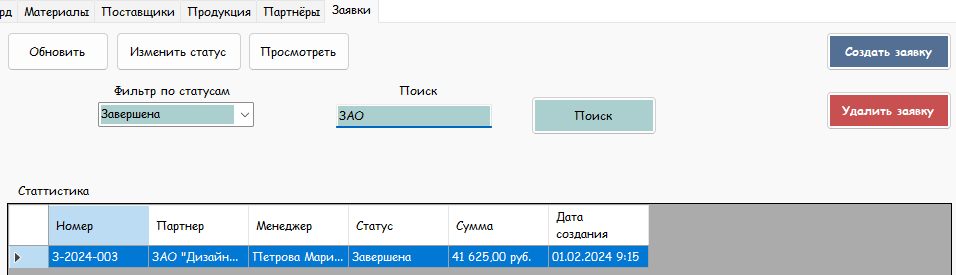 рд Материалы Поставщики Продукция Партнёры Заявки
Обновить Изменить статус Просмотреть Создать заявку
Фильтр по статусам Поиск
Завершена ЗАО Поиск Удалить заявку
Статтистика
Номер Партнер Менеджер Статус Сумма Дата создания
З-2024-003 ЗАО "Дизайн... Петрова Мари... Завершена 41 625,00 руб. 01.02.2024 9:15